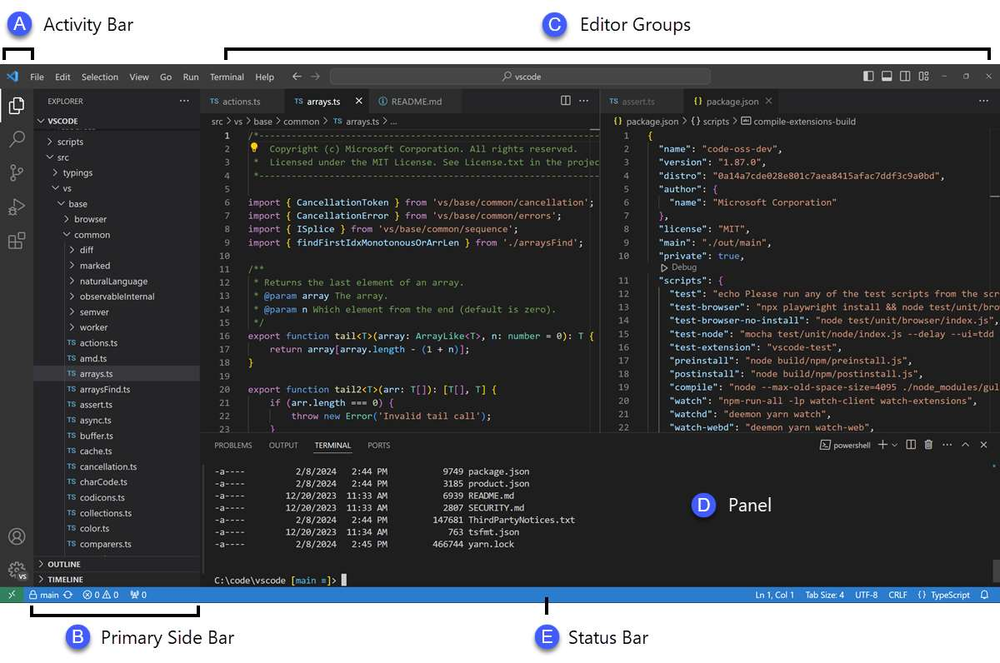 A Activity Bar
C Editor Groups
File Edit Selection View Go Run Terminal Help
vscode
EXPLORER
VSCODE
scripts
src
typings
vs
base
browser
common
diff
marked
naturalLanguage
observableInternal
semver
worker
TS actions.ts
TS amd.ts
TS arrays.ts
TS arraysFind.ts
TS assert.ts
TS async.ts
TS buffer.ts
TS cache.ts
TS cancellation.ts
TS charCode.ts
TS codicons.ts
TS collections.ts
TS color.ts
TS comparers.ts
OUTLINE
TIMELINE
VS
TS actions.ts TS arrays.ts README.md
src > vs > base > common > TS arrays.ts > ...
1 /*---------------------------------------------------------------
2 Copyright (c) Microsoft Corporation. All rights reserved.
3 * Licensed under the MIT License. See License.txt in the projec
4 *---------------------------------------------------------------
5
6 import { CancellationToken } from 'vs/base/common/cancellation';
7 import { CancellationError } from 'vs/base/common/errors';
8 import { ISplice } from 'vs/base/common/sequence';
9 import { findFirstIdxMonotonousOrArrLen } from './arraysFind';
10
11 /**
12 * Returns the last element of an array.
13 * @param array The array.
14 * @param n Which element from the end (default is zero).
15 */
16 export function tail<T>(array: ArrayLike<T>, n: number = 0): T {
17 return array[array.length - (1 + n)];
18 }
19
20 export function tail2<T>(arr: T[]): [T[], T] {
21 if (arr.length === 0) {
22 throw new Error('Invalid tail call');
23 }
TS assert.ts {} package.json
{} package.json > {} scripts > compile-extensions-build
1 {
2 "name": "code-oss-dev",
3 "version": "1.87.0",
4 "distro": "0a14a7cde028e801c7aea8415afac7ddf3c9a0bd",
5 "author": {
6 "name": "Microsoft Corporation"
7 },
8 "license": "MIT",
9 "main": "./out/main",
10 "private": true,
Debug
11 "scripts": {
12 "test": "echo Please run any of the test scripts from the scr
13 "test-browser": "npx playwright install && node test/unit/brow
14 "test-browser-no-install": "node test/unit/browser/index.js",
15 "test-node": "mocha test/unit/node/index.js --delay --ui=tdd
16 "test-extension": "vscode-test",
17 "preinstall": "node build/npm/preinstall.js",
18 "postinstall": "node build/npm/postinstall.js",
19 "compile": "node --max-old-space-size=4095 ./node_modules/gul
20 "watch": "npm-run-all -lp watch-client watch-extensions",
21 "watchd": "deemon yarn watch",
22 "watch-webd": "deemon yarn watch-web",
PROBLEMS OUTPUT TERMINAL PORTS
powershell
-a---- 2/8/2024 2:44 PM 9749 package.json
-a---- 2/8/2024 2:44 PM 3185 product.json
-a---- 12/20/2023 11:33 AM 6939 README.md
-a---- 12/20/2023 11:33 AM 2807 SECURITY.md
-a---- 2/8/2024 2:44 PM 147681 ThirdPartyNotices.txt
-a---- 12/20/2023 11:34 AM 763 tsfmt.json
-a---- 2/8/2024 2:45 PM 466744 yarn.lock
C:\code\vscode [main ≡]>
D Panel
main 0 0 0
Ln 1, Col 1 Tab Size: 4 UTF-8 CRLF {} TypeScript
B Primary Side Bar
E Status Bar